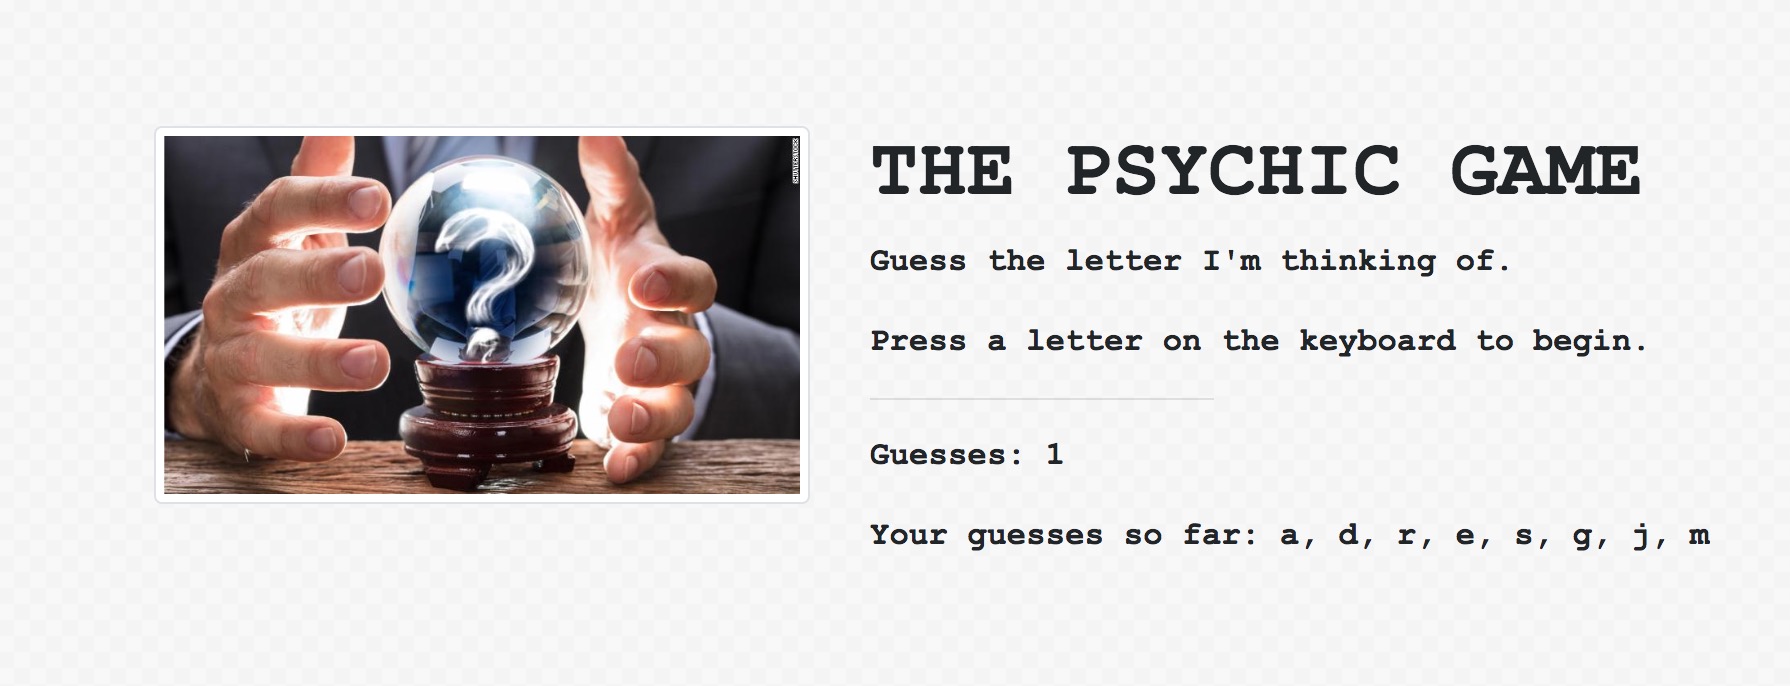 SHUTTERSTOCK
THE PSYCHIC GAME
Guess the letter I'm thinking of.
Press a letter on the keyboard to begin.
Guesses: 1
Your guesses so far: a, d, r, e, s, g, j, m